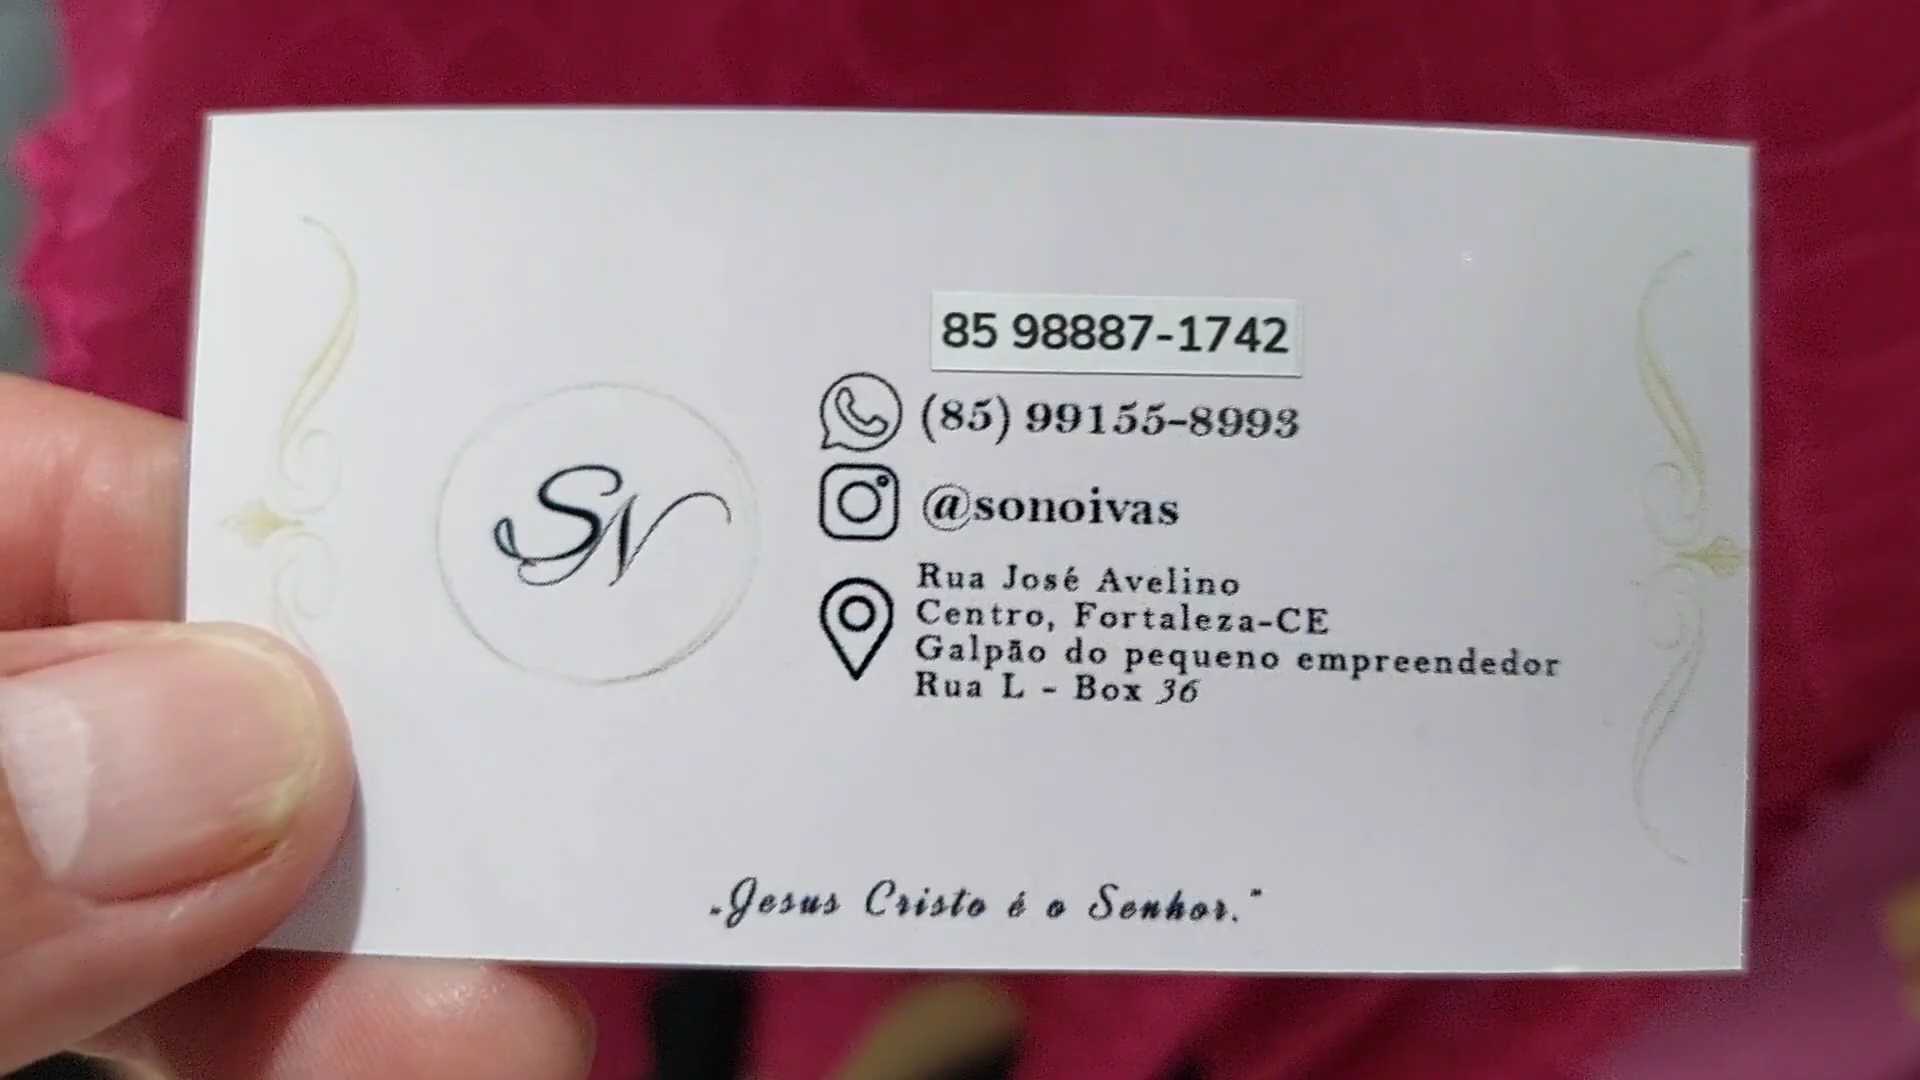 85 98887-1742
(85) 99155-8993
SN
@sonoivas
Rua José Avelino
Centro, Fortaleza-CE
Galpão do pequeno empreendedor
Rua L - Box 36
„Jesus Cristo é o Senhor."